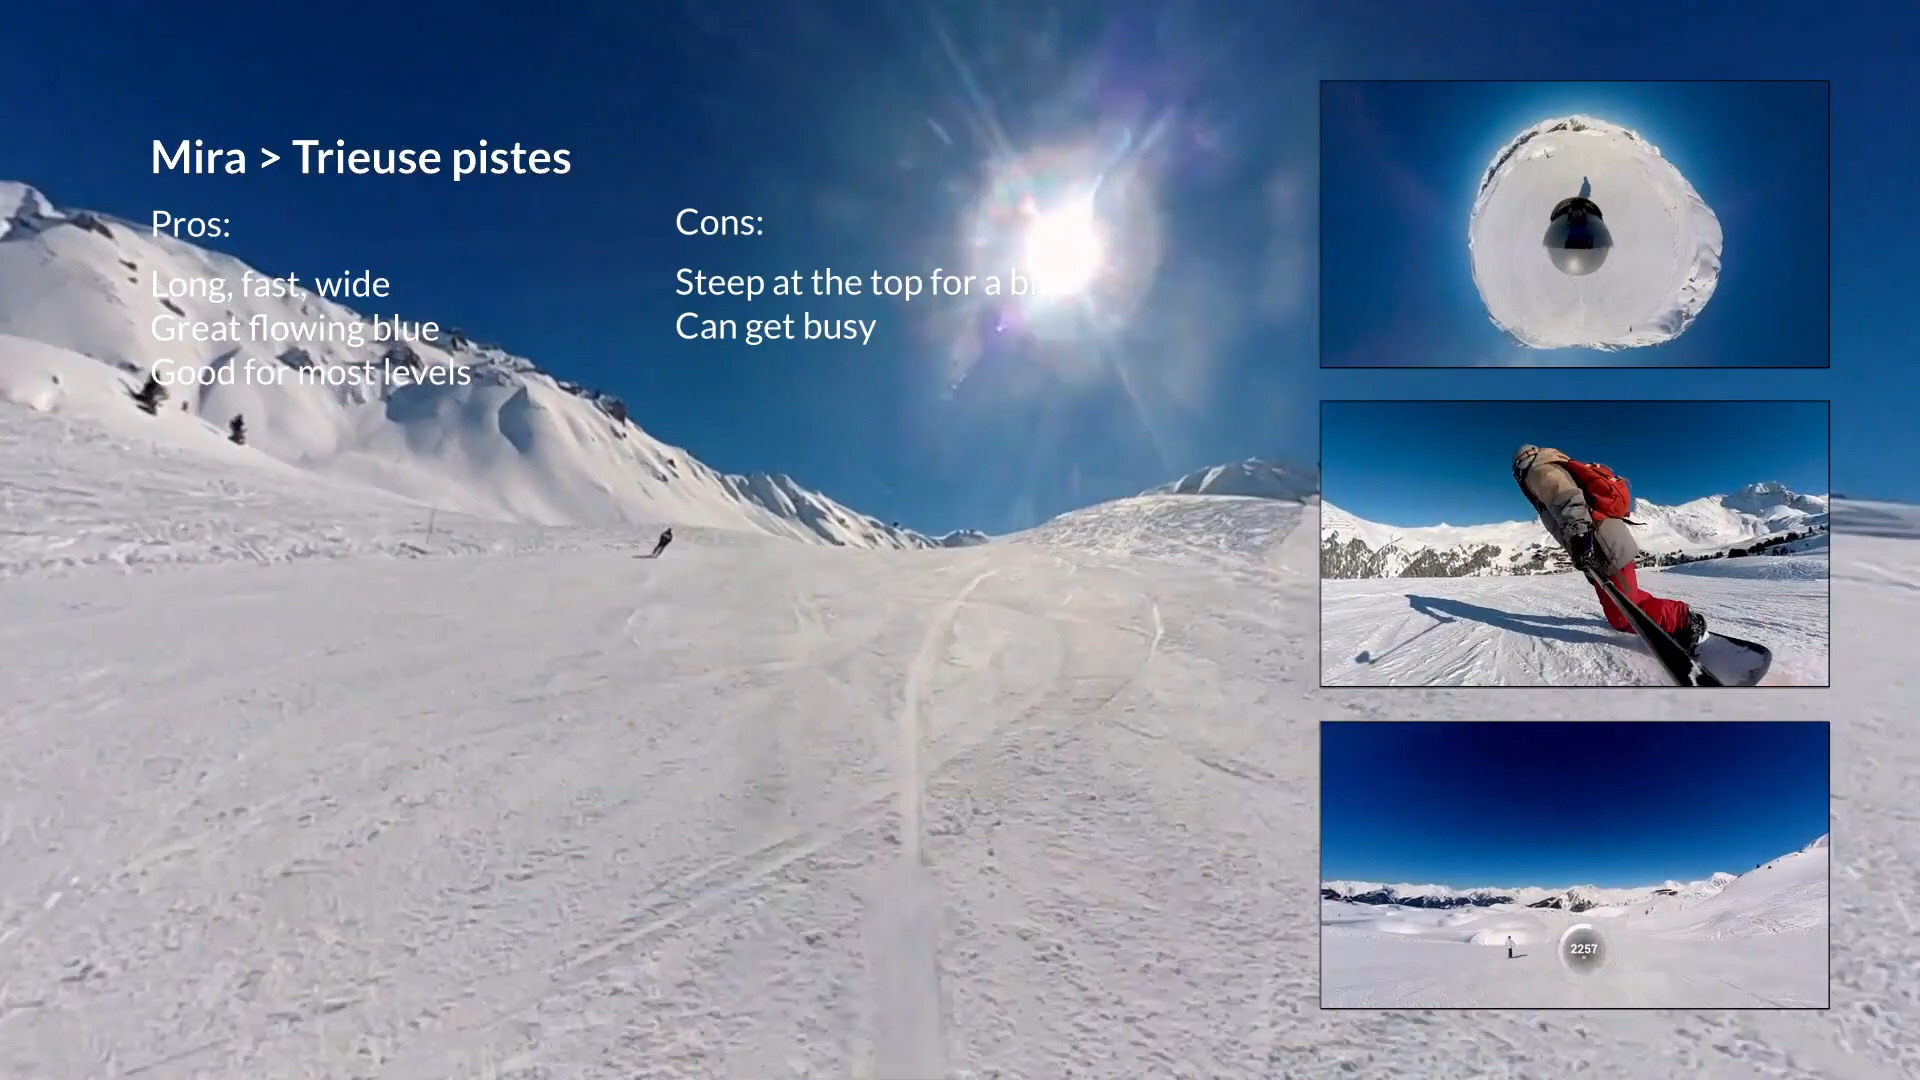 Mira > Trieuse pistes
Pros:
Long, fast, wide
Great flowing blue
Good for most levels
Cons:
Steep at the top for a
Can get busy
2257